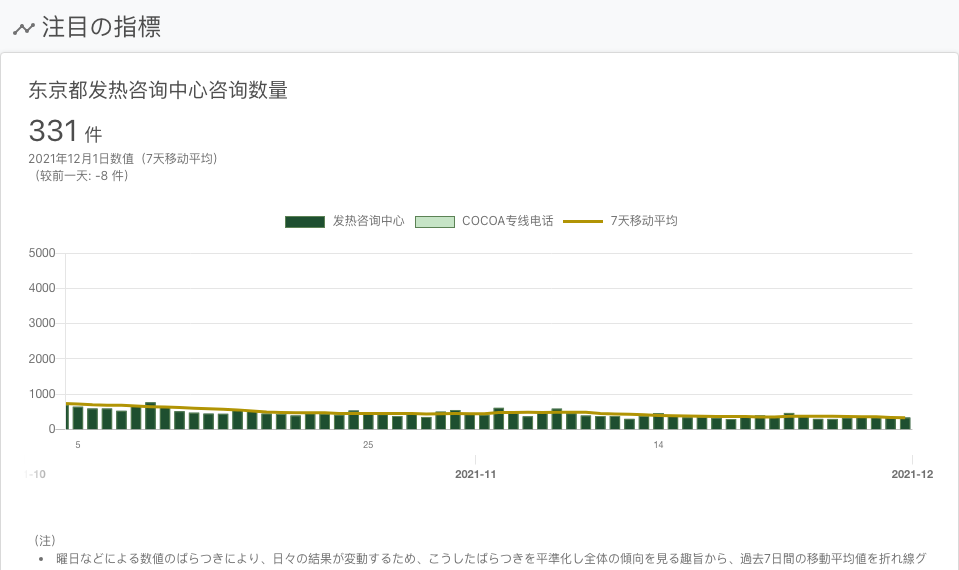 注目の指標
东京都发热咨询中心咨询数量
331 件
2021年12月1日数值（7天移动平均）
（较前一天: -8 件）
发热咨询中心 COCOA专线电话 7天移动平均
5000
4000
3000
2000
1000
0
5 25 14
-10 2021-11 2021-12
（注）
• 曜日などによる数値のばらつきにより、日々の結果が変動するため、こうしたばらつきを平準化し全体の傾向を見る趣旨から、過去7日間の移動平均値を折れ線グ